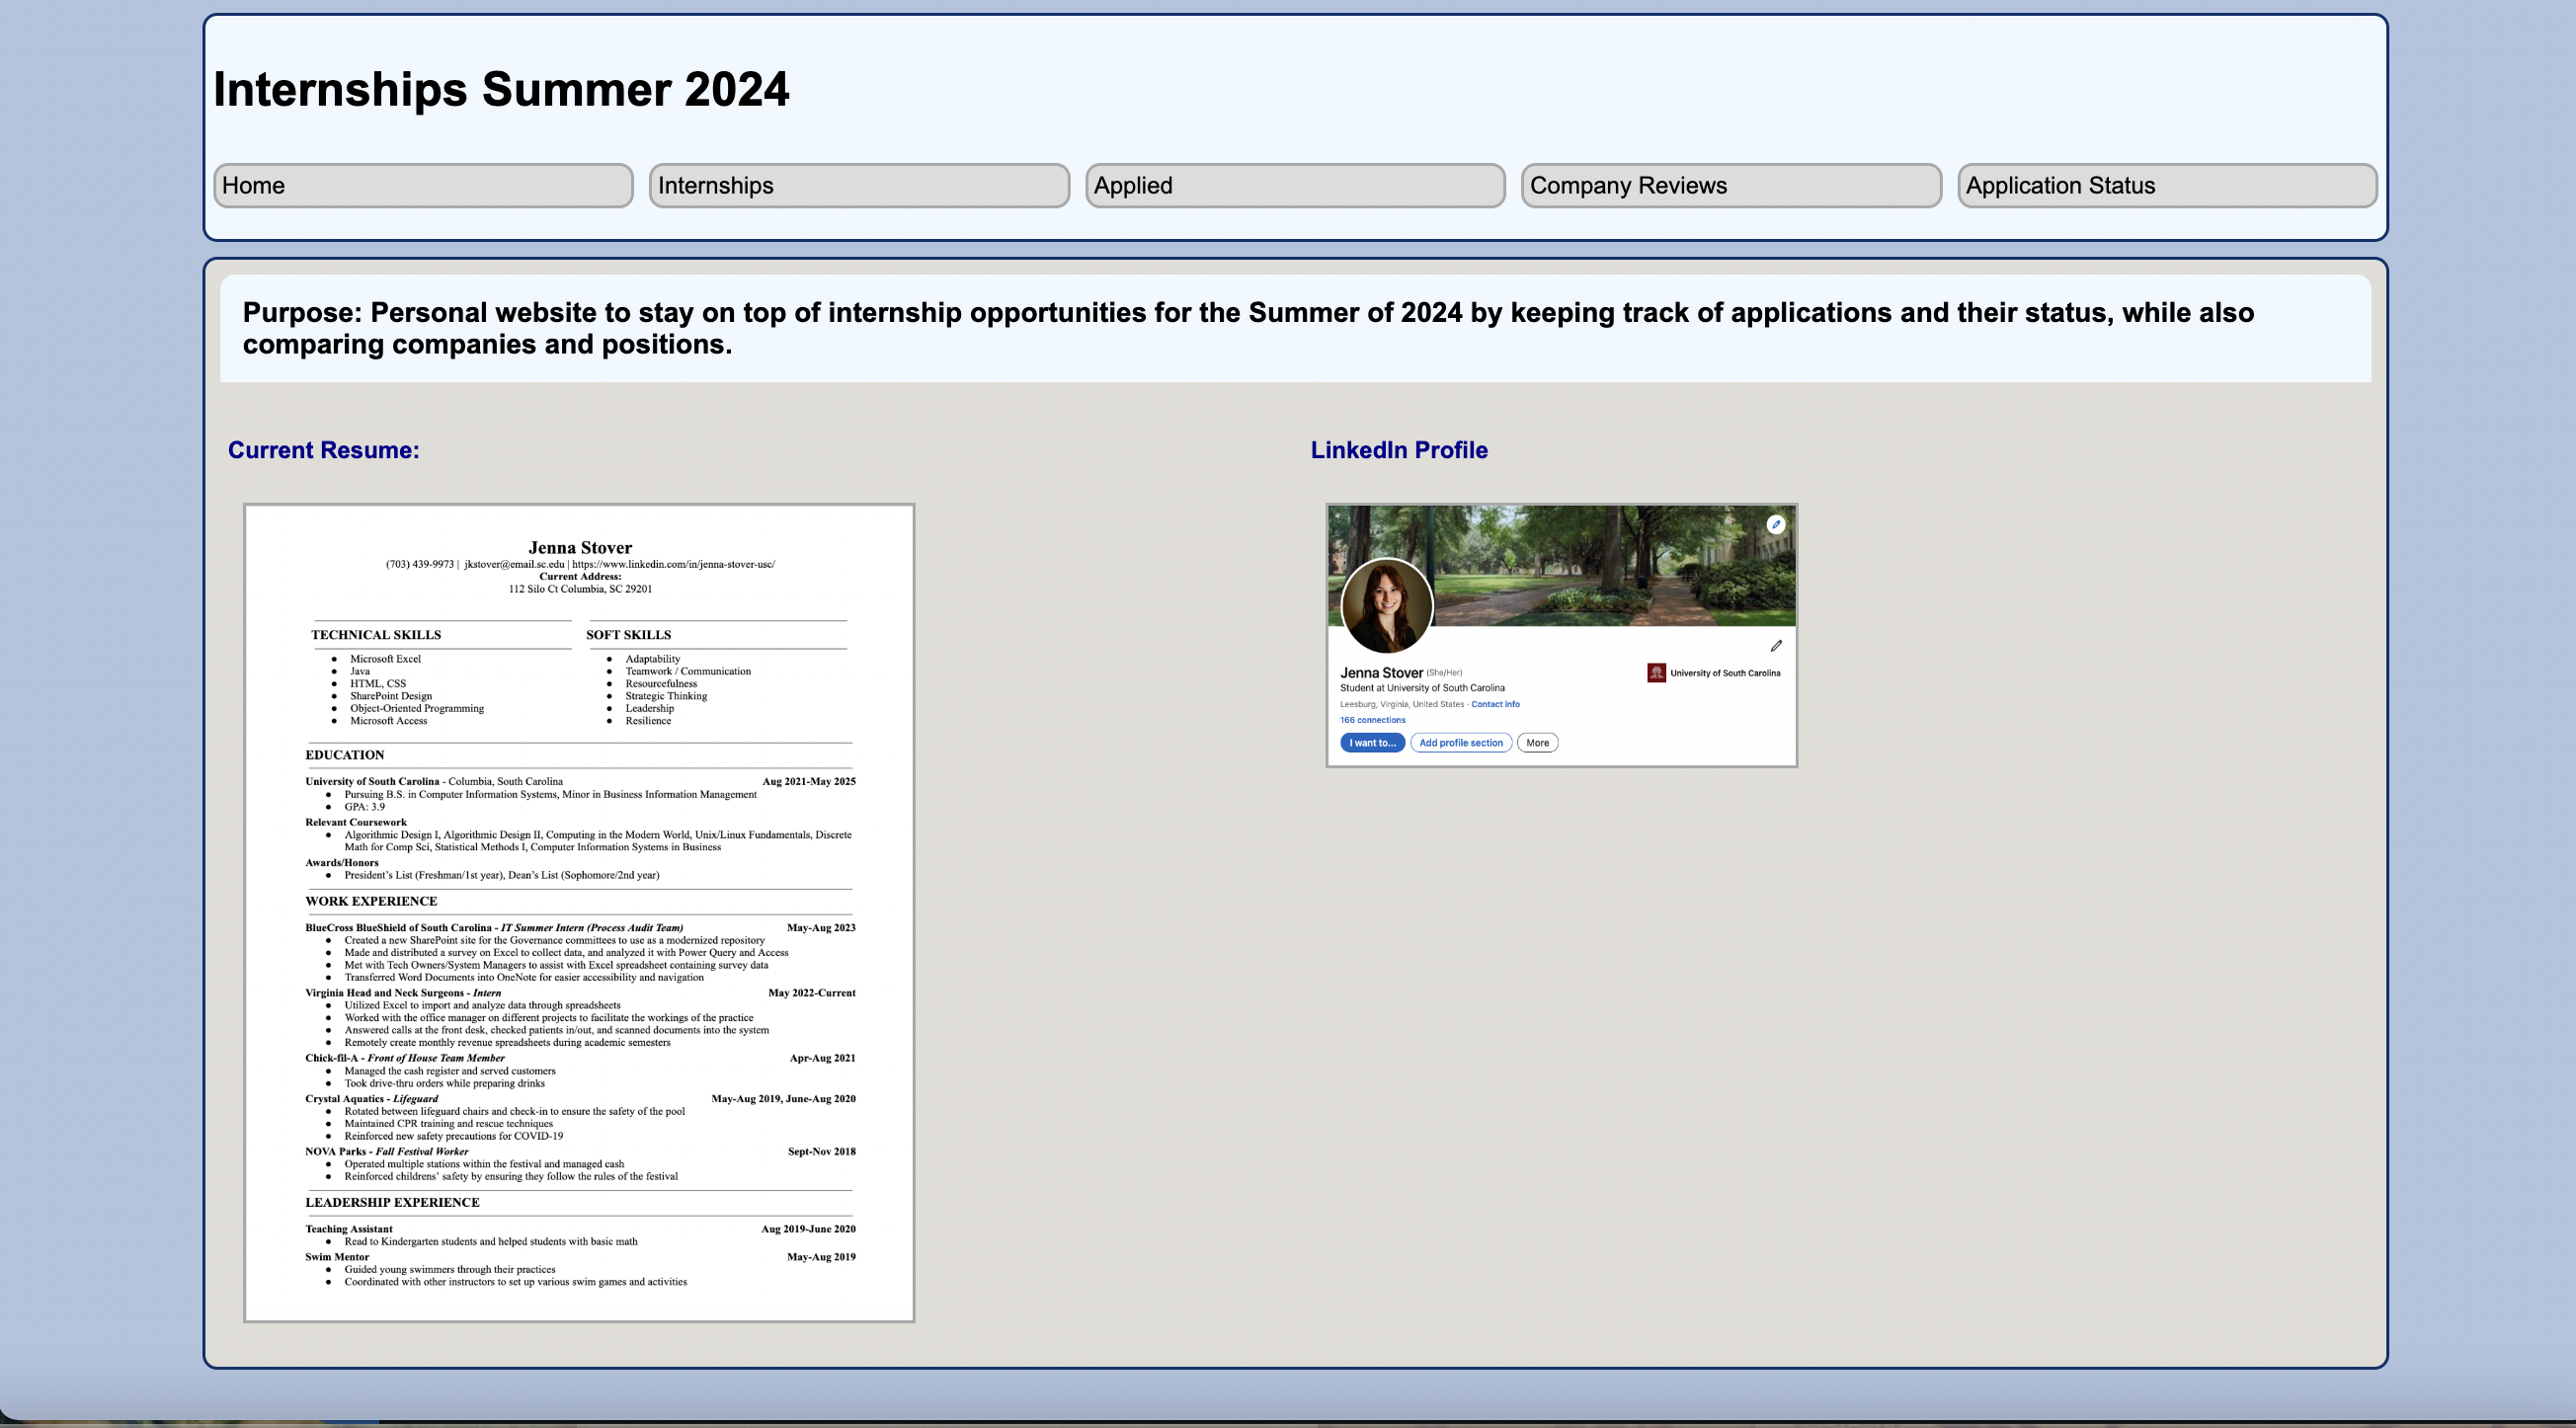 Internships Summer 2024
Home
Internships
Applied
Company Reviews
Application Status
Purpose: Personal website to stay on top of internship opportunities for the Summer of 2024 by keeping track of applications and their status, while also
comparing companies and positions.
Current Resume:
Jenna Stover
(703) 439-9973 | jkstover@email.sc.edu | https://www.linkedin.com/in/jenna-stover-usc/
Current Address:
112 Silo Ct Columbia, SC 29201
TECHNICAL SKILLS
● Microsoft Excel
● Java
● HTML, CSS
● SharePoint Design
● Object-Oriented Programming
● Microsoft Access
SOFT SKILLS
● Adaptability
● Teamwork / Communication
● Resourcefulness
● Strategic Thinking
● Leadership
● Resilience
EDUCATION
University of South Carolina - Columbia, South Carolina Aug 2021-May 2025
● Pursuing B.S. in Computer Information Systems, Minor in Business Information Management
● GPA: 3.9
Relevant Coursework
● Algorithmic Design I, Algorithmic Design II, Computing in the Modern World, Unix/Linux Fundamentals, Discrete
Math for Comp Sci, Statistical Methods I, Computer Information Systems in Business
Awards/Honors
● President's List (Freshman/1st year), Dean's List (Sophomore/2nd year)
WORK EXPERIENCE
BlueCross BlueShield of South Carolina - IT Summer Intern (Process Audit Team) May-Aug 2023
● Created a new SharePoint site for the Governance committees to use as a modernized repository
● Made and distributed a survey on Excel to collect data, and analyzed it with Power Query and Access
● Met with Tech Owners/System Managers to assist with Excel spreadsheet containing survey data
● Transferred Word Documents into OneNote for easier accessibility and navigation
Virginia Head and Neck Surgeons - Intern May 2022-Current
● Utilized Excel to import and analyze data through spreadsheets
● Worked with the office manager on different projects to facilitate the workings of the practice
● Answered calls at the front desk, checked patients in/out, and scanned documents into the system
● Remotely create monthly revenue spreadsheets during academic semesters
Chick-fil-A - Front of House Team Member Apr-Aug 2021
● Managed the cash register and served customers
● Took drive-thru orders while preparing drinks
Crystal Aquatics - Lifeguard May-Aug 2019, June-Aug 2020
● Rotated between lifeguard chairs and check-in to ensure the safety of the pool
● Maintained CPR training and rescue techniques
● Reinforced new safety precautions for COVID-19
NOVA Parks - Fall Festival Worker Sept-Nov 2018
● Operated multiple stations within the festival and managed cash
● Reinforced childrens' safety by ensuring they follow the rules of the festival
LEADERSHIP EXPERIENCE
Teaching Assistant Aug 2019-June 2020
● Read to Kindergarten students and helped students with basic math
Swim Mentor May-Aug 2019
● Guided young swimmers through their practices
● Coordinated with other instructors to set up various swim games and activities
LinkedIn Profile
Jenna Stover (She/Her)
University of South Carolina
Student at University of South Carolina
Leesburg, Virginia, United States · Contact info
166 connections
I want to...
Add profile section
More